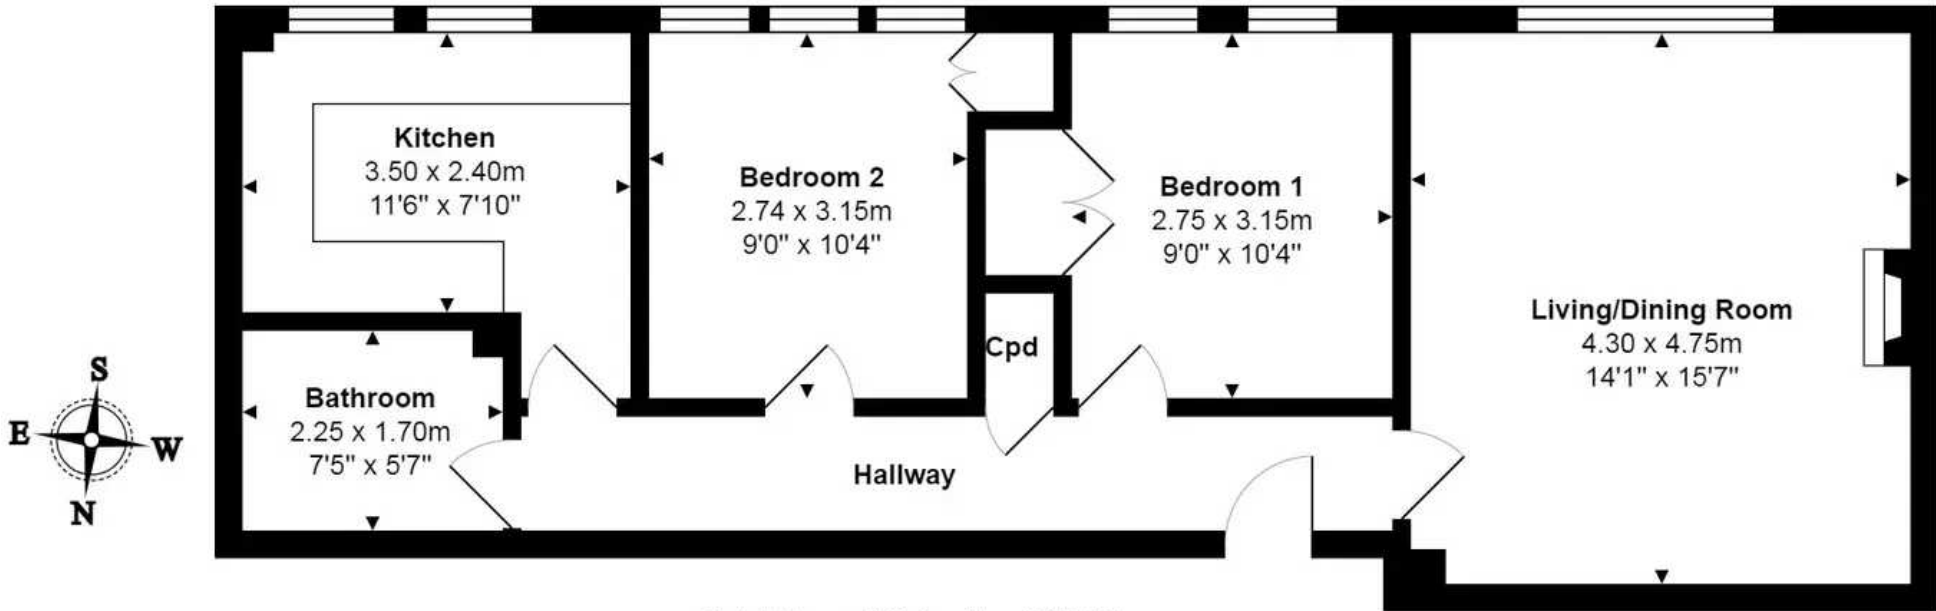 Kitchen
3.50 x 2.40m
11'6" x 7'10"
Bedroom 2
2.74 x 3.15m
9'0" x 10'4"
Bedroom 1
2.75 x 3.15m
9'0" x 10'4"
Living/Dining Room
4.30 x 4.75m
14'1" x 15'7"
Cpd
Bathroom
2.25 x 1.70m
7'5" x 5'7"
Hallway
S
E
W
N